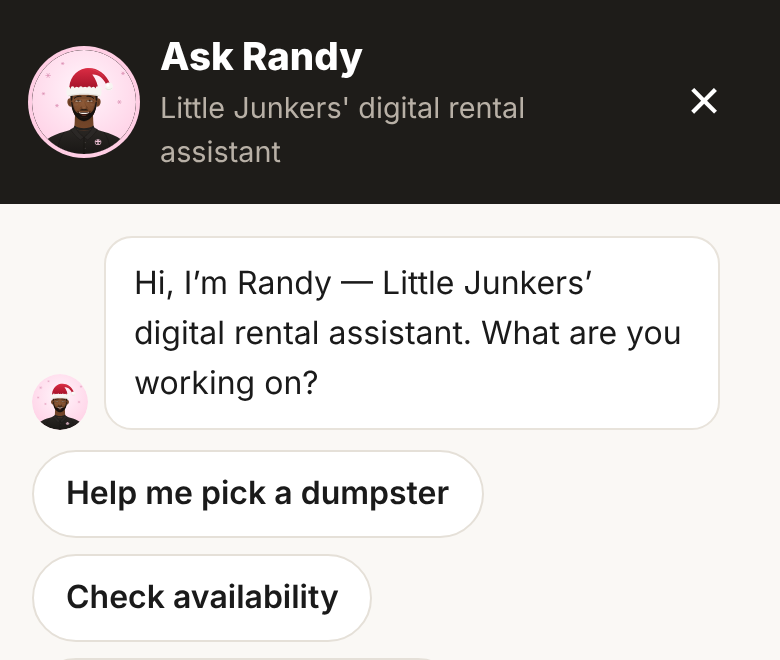 Ask Randy
Little Junkers' digital rental
assistant
Hi, I’m Randy — Little Junkers’
digital rental assistant. What are you
working on?
Help me pick a dumpster
Check availability